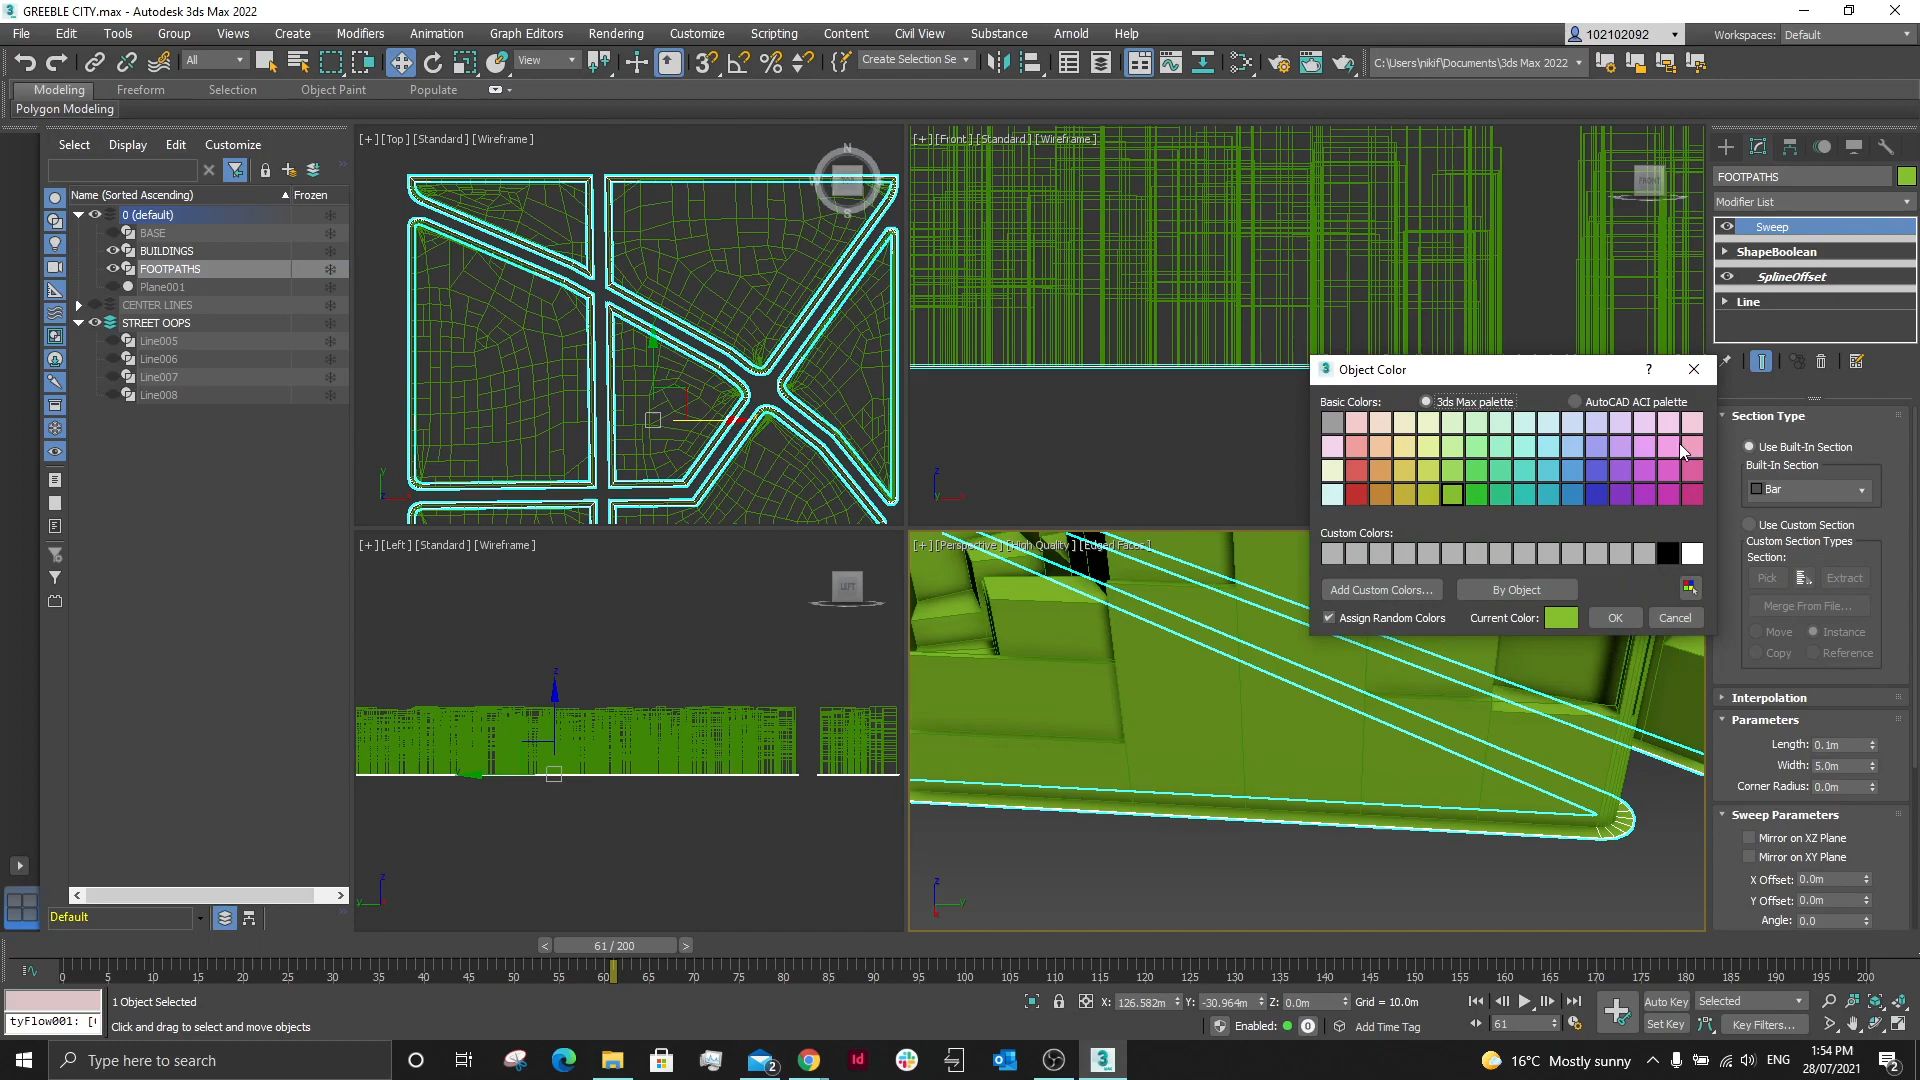 GREEBLE CITY.max - Autodesk 3ds Max 2022
File Edit Tools Group Views Create Modifiers Animation Graph Editors Rendering Customize Scripting Content Civil View Substance Arnold Help
102102092
Workspaces: Default
All
View
Create Selection Se
C:\Users\nikif\Documents\3ds Max 2022
Modeling Freeform Selection Object Paint Populate
Polygon Modeling
Select Display Edit Customize
Name (Sorted Ascending) Frozen
0 (default)
BASE
BUILDINGS
FOOTPATHS
Plane001
CENTER LINES
STREET OOPS
Line005
Line006
Line007
Line008
Default
[+] [Top] [Standard] [Wireframe]
N
S
[+] [Front] [Standard] [Wireframe]
FRONT
[+] [Left] [Standard] [Wireframe]
LEFT
[+] [Perspective] [High Quality] [Edged Faces]
Object Color
?
Basic Colors: 3ds Max palette AutoCAD ACI palette
Custom Colors:
Add Custom Colors... By Object
Assign Random Colors Current Color: OK Cancel
FOOTPATHS
Modifier List
Sweep
ShapeBoolean
SplineOffset
Line
Section Type
Use Built-In Section
Built-In Section
Bar
Use Custom Section
Custom Section Types
Section:
Pick Extract
Merge From File...
Move Instance
Copy Reference
Interpolation
Parameters
Length: 0.1m
Width: 5.0m
Corner Radius: 0.0m
Sweep Parameters
Mirror on XZ Plane
Mirror on XY Plane
X Offset: 0.0m
Y Offset: 0.0m
Angle: 0.0
< 61 / 200 >
0 5 10 15 20 25 30 35 40 45 50 55 60 65 70 75 80 85 90 95 100 105 110 115 120 125 130 135 140 145 150 155 160 165 170 175 180 185 190 195 200
1 Object Selected
X: 126.582m Y: -30.964m Z: 0.0m Grid = 10.0m
Auto Key Selected
tyFlow001: [
Click and drag to select and move objects
Enabled: 0 Add Time Tag
61
Set Key Key Filters...
Type here to search
16°C Mostly sunny
ENG
1:54 PM
28/07/2021